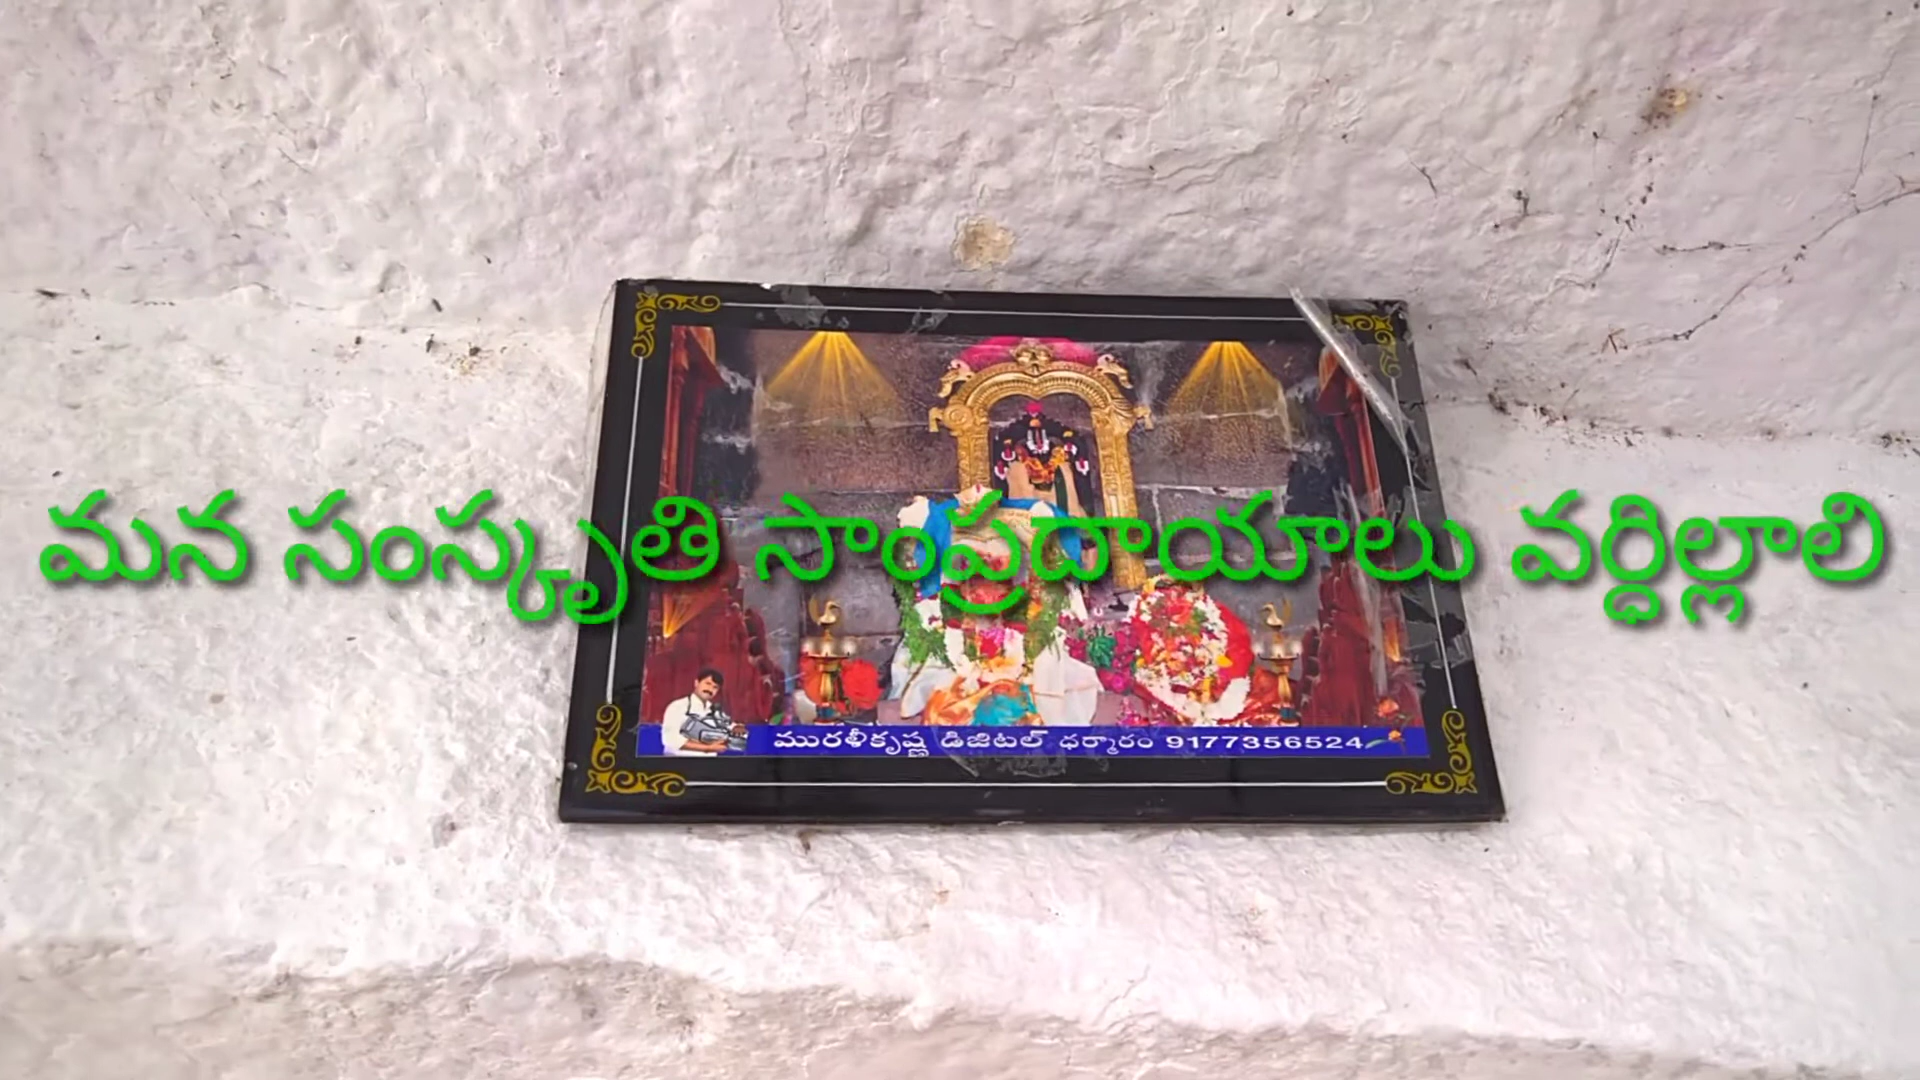 మన సంస్కృతి సాంప్రదాయాలు వర్ధిల్లాలి
మురళీకృష్ణ డిజిటల్ ధర్మారం 9177356524